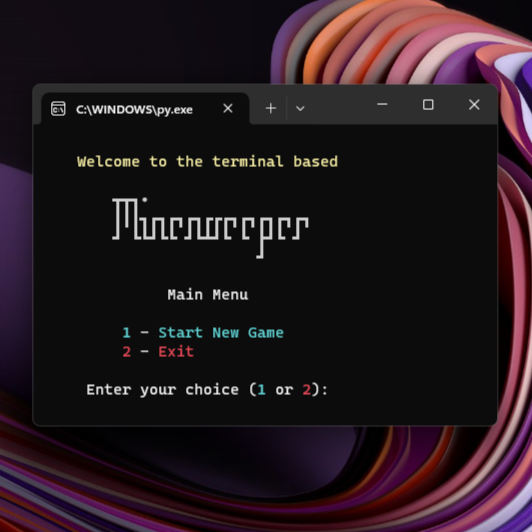 C:\WINDOWS\py.exe
Welcome to the terminal based
Minesweeper
Main Menu
1 - Start New Game
2 - Exit
Enter your choice (1 or 2):